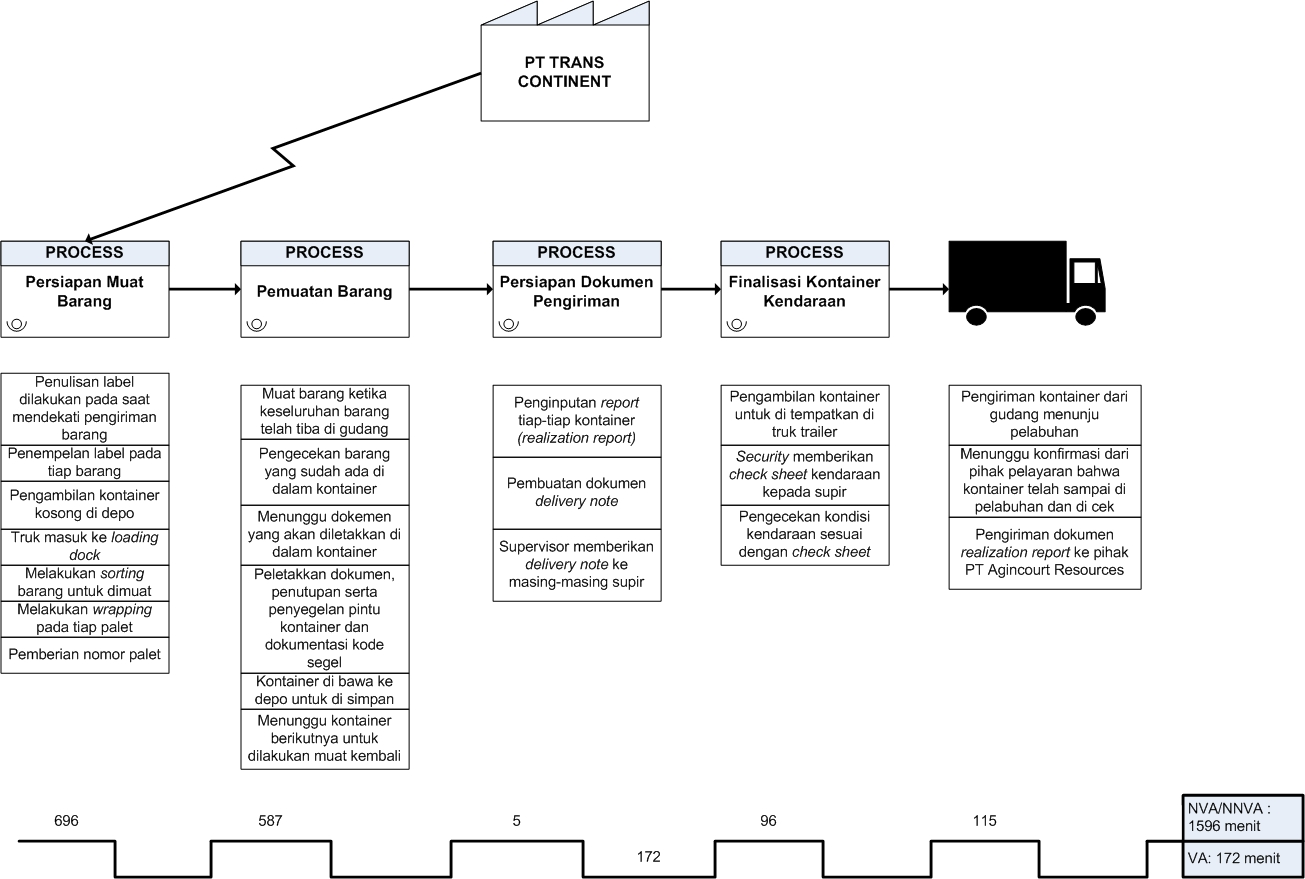 PT TRANS
CONTINENT
PROCESS
Persiapan Muat
Barang
PROCESS
Pemuatan Barang
PROCESS
Persiapan Dokumen
Pengiriman
PROCESS
Finalisasi Kontainer
Kendaraan
Penulisan label
dilakukan pada saat
mendekati pengiriman
barang
Penempelan label pada
tiap barang
Pengambilan kontainer
kosong di depo
Truk masuk ke loading
dock
Melakukan sorting
barang untuk dimuat
Melakukan wrapping
pada tiap palet
Pemberian nomor palet
Muat barang ketika
keseluruhan barang
telah tiba di gudang
Pengecekan barang
yang sudah ada di
dalam kontainer
Menunggu dokemen
yang akan diletakkan di
dalam kontainer
Peletakkan dokumen,
penutupan serta
penyegelan pintu
kontainer dan
dokumentasi kode
segel
Kontainer di bawa ke
depo untuk di simpan
Menunggu kontainer
berikutnya untuk
dilakukan muat kembali
Penginputan report
tiap-tiap kontainer
(realization report)
Pembuatan dokumen
delivery note
Supervisor memberikan
delivery note ke
masing-masing supir
Pengambilan kontainer
untuk di tempatkan di
truk trailer
Security memberikan
check sheet kendaraan
kepada supir
Pengecekan kondisi
kendaraan sesuai
dengan check sheet
Pengiriman kontainer dari
gudang menunju
pelabuhan
Menunggu konfirmasi dari
pihak pelayaran bahwa
kontainer telah sampai di
pelabuhan dan di cek
Pengiriman dokumen
realization report ke pihak
PT Agincourt Resources
696
587
5
172
96
115
NVA/NNVA :
1596 menit
VA: 172 menit